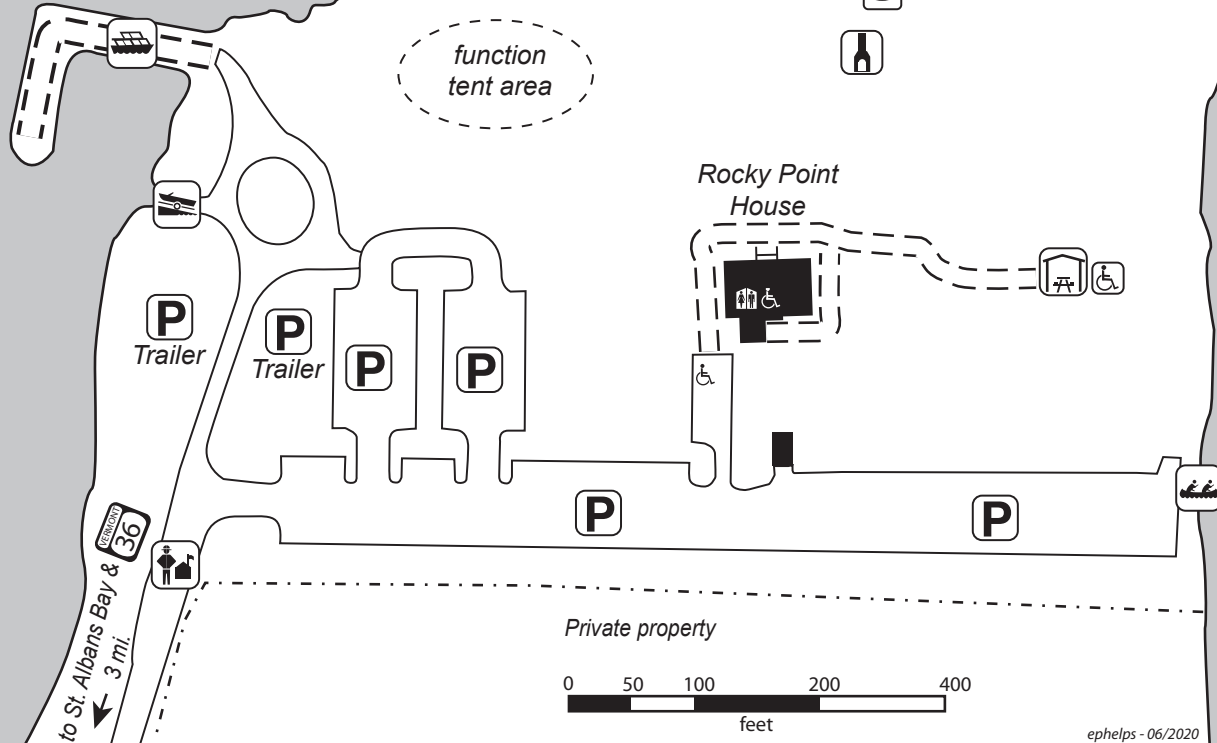 function
tent area
Rocky Point
House
P
Trailer
P
Trailer
P
P
P
P
VERMONT
36
to St. Albans Bay &
3 mi.
Private property
0 50 100 200 400
feet
ephelps - 06/2020